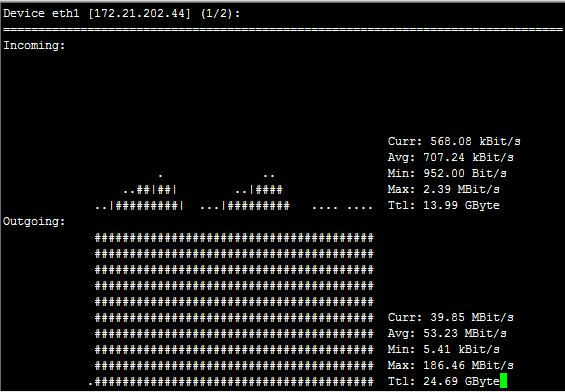 Device eth1 [172.21.202.44] (1/2):
================================================================================
Incoming:
Curr: 568.08 kBit/s
Avg: 707.24 kBit/s
. .. Min: 952.00 Bit/s
..##|##| ..|#### Max: 2.39 MBit/s
..|#########| ...|######### .... .... Ttl: 13.99 GByte
Outgoing:
########################################
########################################
########################################
########################################
########################################
######################################## Curr: 39.85 MBit/s
######################################## Avg: 53.23 MBit/s
######################################## Min: 5.41 kBit/s
######################################## Max: 186.46 MBit/s
.######################################## Ttl: 24.69 GByte